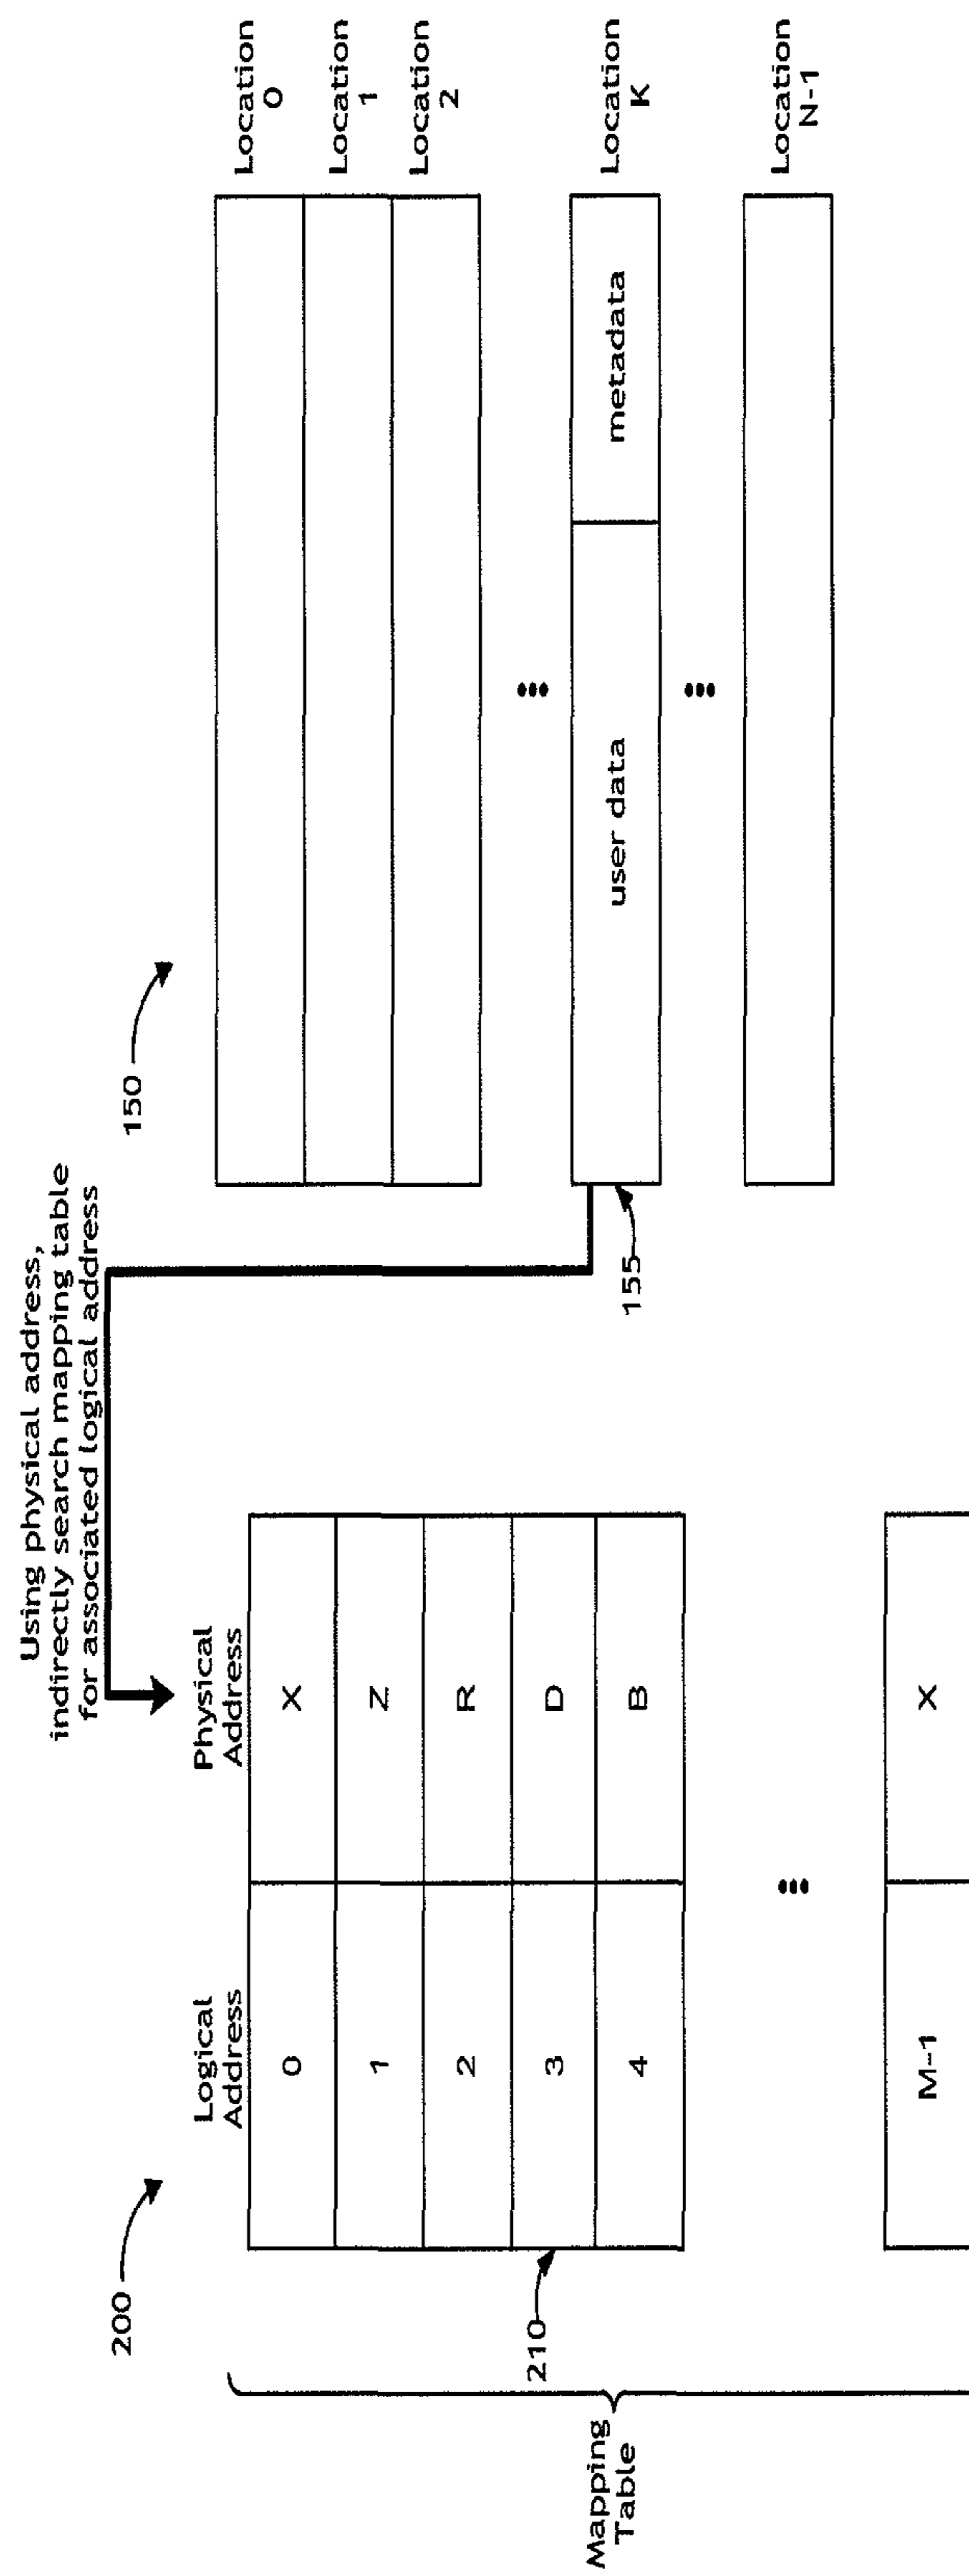 Using physical address,
indirectly search mapping table
for associated logical address
200
Logical
Address
Physical
Address
0
X
1
Z
2
R
3
D
4
B
M-1
X
210
Mapping
Table
150
155
Location
0
Location
1
Location
2
user data
metadata
Location
K
Location
N-1